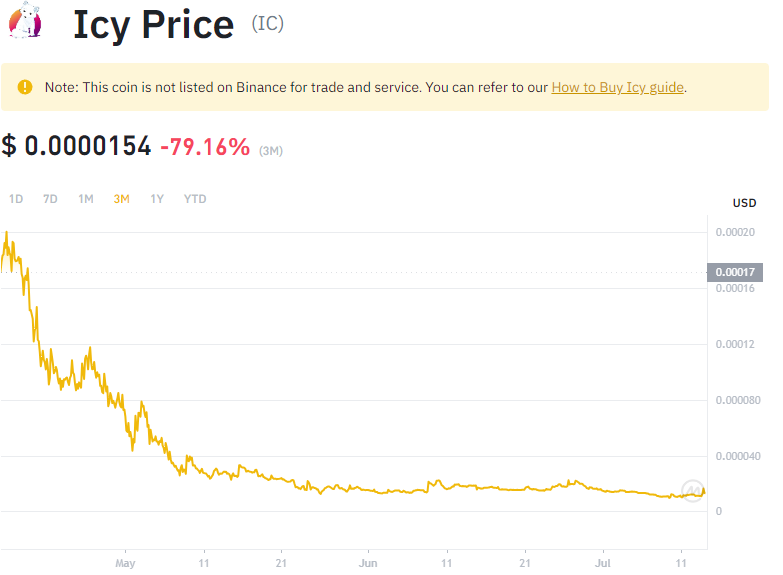 Icy Price (IC)
Note: This coin is not listed on Binance for trade and service. You can refer to our How to Buy Icy guide.
$ 0.0000154 -79.16% (3M)
1D 7D 1M 3M 1Y YTD
USD
0.00020
0.00017
0.00016
0.00012
0.000080
0.000040
0
May 11 21 Jun 11 21 Jul 11